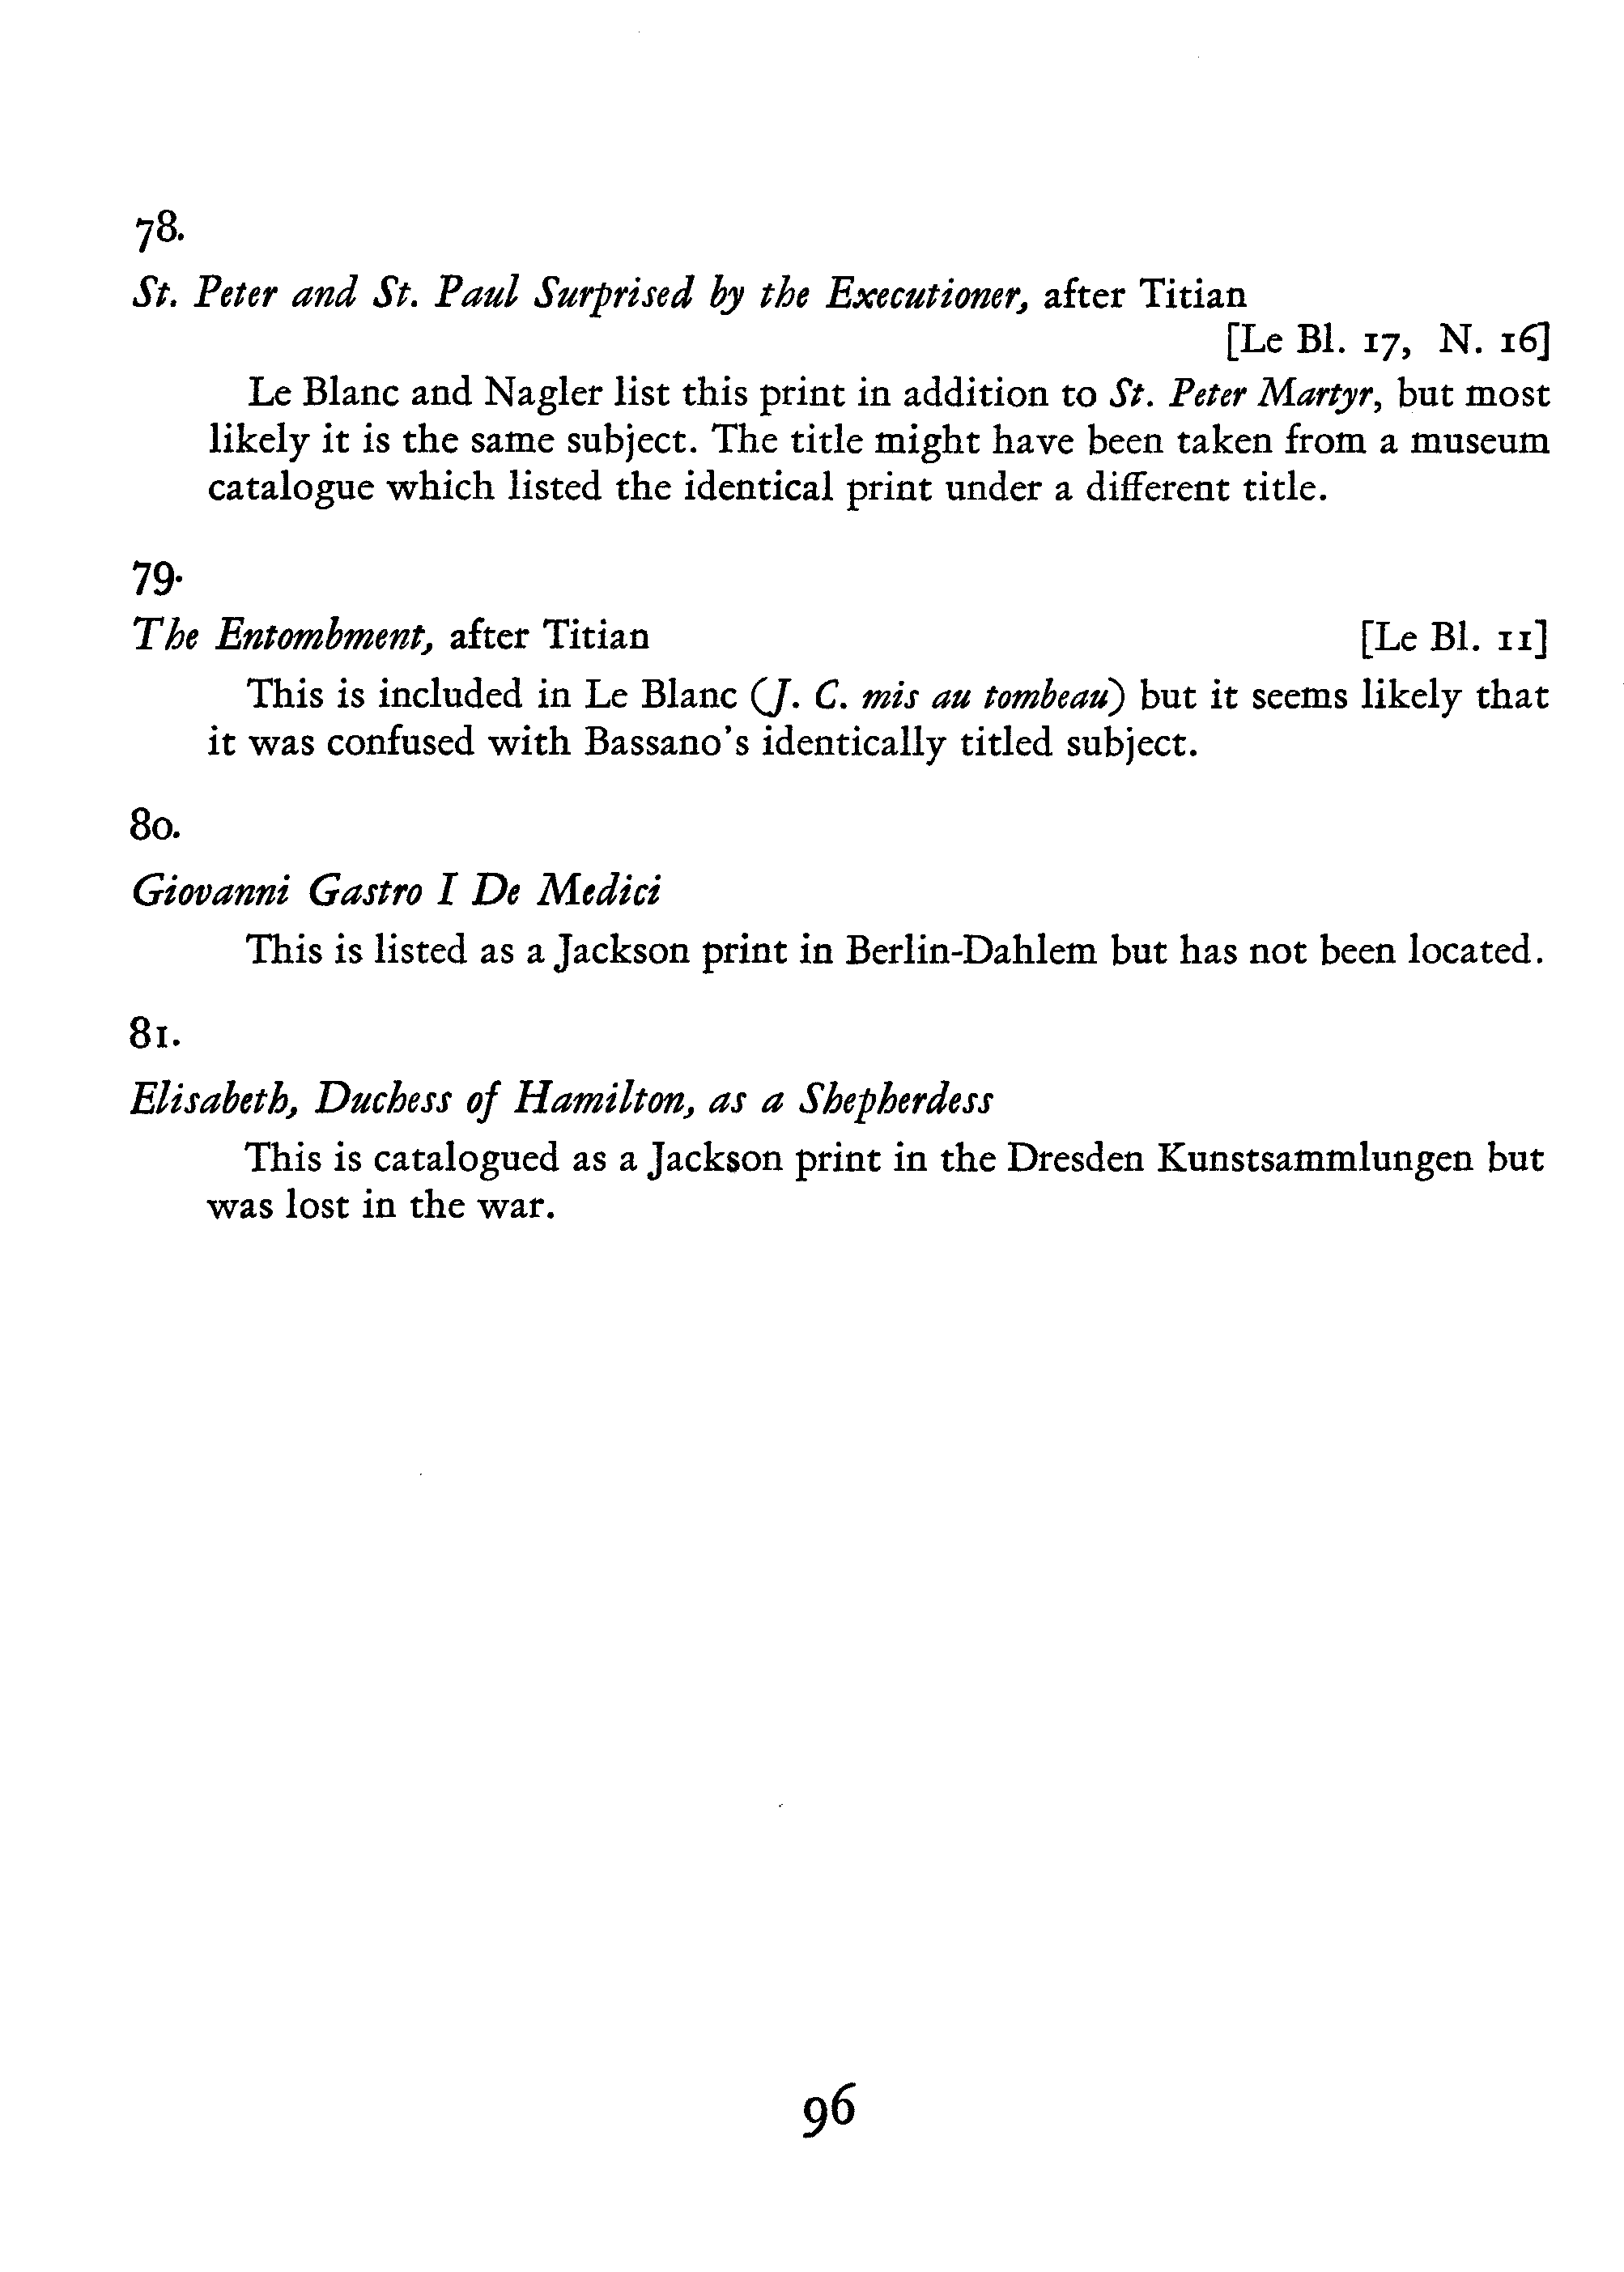 78.
St. Peter and St. Paul Surprised by the Executioner, after Titian
[Le Bl. 17, N. 16]
Le Blanc and Nagler list this print in addition to St. Peter Martyr, but most
likely it is the same subject. The title might have been taken from a museum
catalogue which listed the identical print under a different title.
79.
The Entombment, after Titian [Le Bl. 11]
This is included in Le Blanc (J. C. mis au tombeau) but it seems likely that
it was confused with Bassano's identically titled subject.
80.
Giovanni Gastro I De Medici
This is listed as a Jackson print in Berlin-Dahlem but has not been located.
81.
Elisabeth, Duchess of Hamilton, as a Shepherdess
This is catalogued as a Jackson print in the Dresden Kunstsammlungen but
was lost in the war.
96